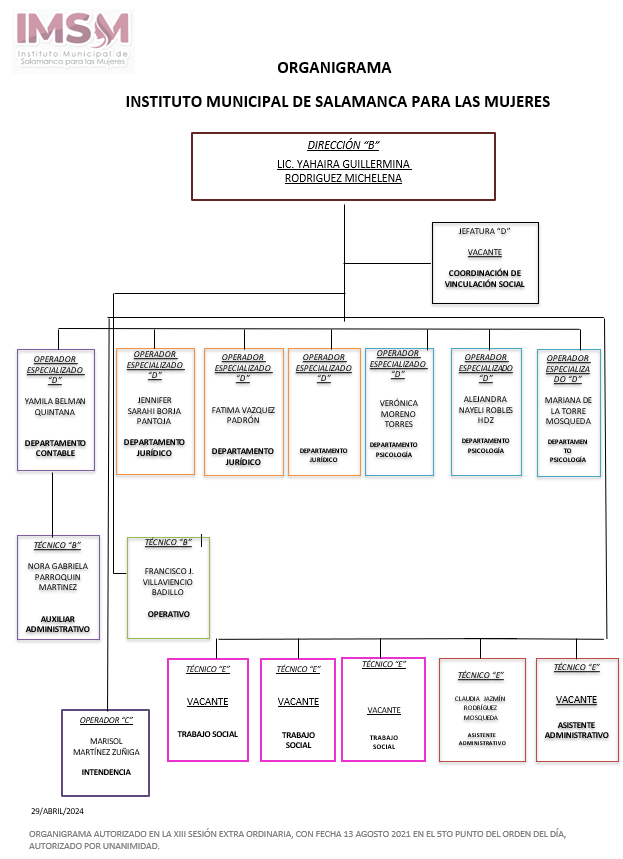 IMSM
Instituto Municipal de
Salamanca para las Mujeres
ORGANIGRAMA
INSTITUTO MUNICIPAL DE SALAMANCA PARA LAS MUJERES
DIRECCIÓN “B”
LIC. YAHAIRA GUILLERMINA
RODRIGUEZ MICHELENA
JEFATURA “D”
VACANTE
COORDINACIÓN DE
VINCULACIÓN SOCIAL
OPERADOR
ESPECIALIZADO
“D”
YAMILA BELMAN
QUINTANA
DEPARTAMENTO
CONTABLE
OPERADOR
ESPECIALIZADO
“D”
JENNIFER
SARAHI BORJA
PANTOJA
DEPARTAMENTO
JURÍDICO
OPERADOR
ESPECIALIZADO
“D”
FATIMA VAZQUEZ
PADRÓN
DEPARTAMENTO
JURÍDICO
OPERADOR
ESPECIALIZADO
“D”
DEPARTAMENTO
JURÍDICO
OPERADOR
ESPECIALIZADO
“D”
VERÓNICA
MORENO
TORRES
DEPARTAMENTO
PSICOLOGÍA
OPERADOR
ESPECIALIZADO
“D”
ALEJANDRA
NAYELI ROBLES
HDZ
DEPARTAMENTO
PSICOLOGÍA
OPERADOR
ESPECIALIZA
DO “D”
MARIANA DE
LA TORRE
MOSQUEDA
DEPARTAMEN
TO
PSICOLOGÍA
TÉCNICO “B”
NORA GABRIELA
PARROQUIN
MARTINEZ
AUXILIAR
ADMINISTRATIVO
TÉCNICO “B”
FRANCISCO J.
VILLAVIENCIO
BADILLO
OPERATIVO
TÉCNICO “E”
VACANTE
TRABAJO SOCIAL
TÉCNICO “E”
VACANTE
TRABAJO
SOCIAL
TÉCNICO “E”
VACANTE
TRABAJO
SOCIAL
TÉCNICO “E”
CLAUDIA JAZMÍN
RODRÍGUEZ
MOSQUEDA
ASISTENTE
ADMINISTRATIVO
TÉCNICO “E”
VACANTE
ASISTENTE
ADMINISTRATIVO
OPERADOR “C”
MARISOL
MARTÍNEZ ZUÑIGA
INTENDENCIA
29/ABRIL/2024
ORGANIGRAMA AUTORIZADO EN LA XIII SESIÓN EXTRA ORDINARIA, CON FECHA 13 AGOSTO 2021 EN EL 5TO PUNTO DEL ORDEN DEL DÍA,
AUTORIZADO POR UNANIMIDAD.